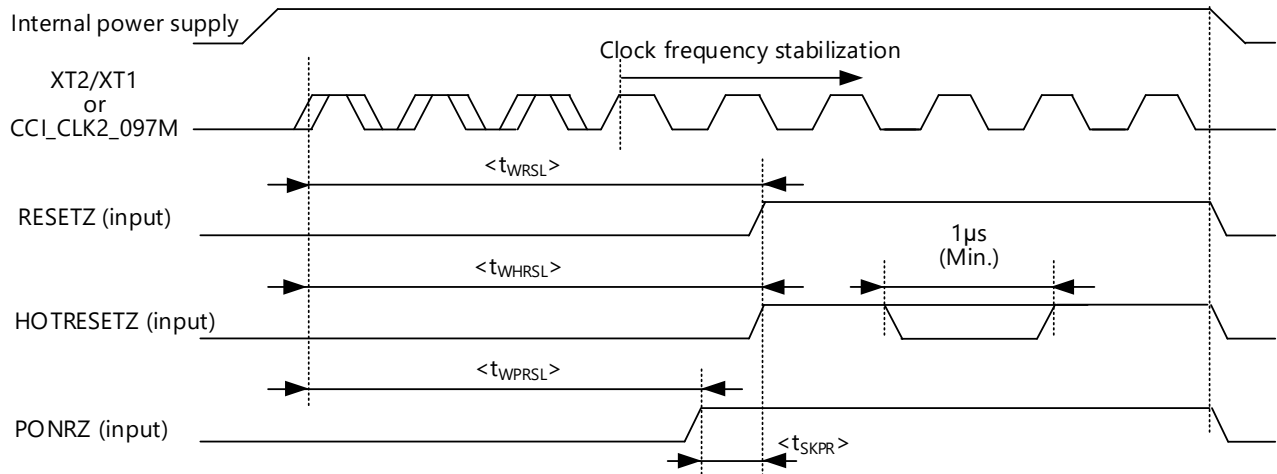 Internal power supply
Clock frequency stabilization
XT2/XT1
or
CCI_CLK2_097M
<tWRSL>
RESETZ (input)
1µs
(Min.)
<tWHRSL>
HOTRESETZ (input)
<tWPRSL>
PONRZ (input)
<tSKPR>